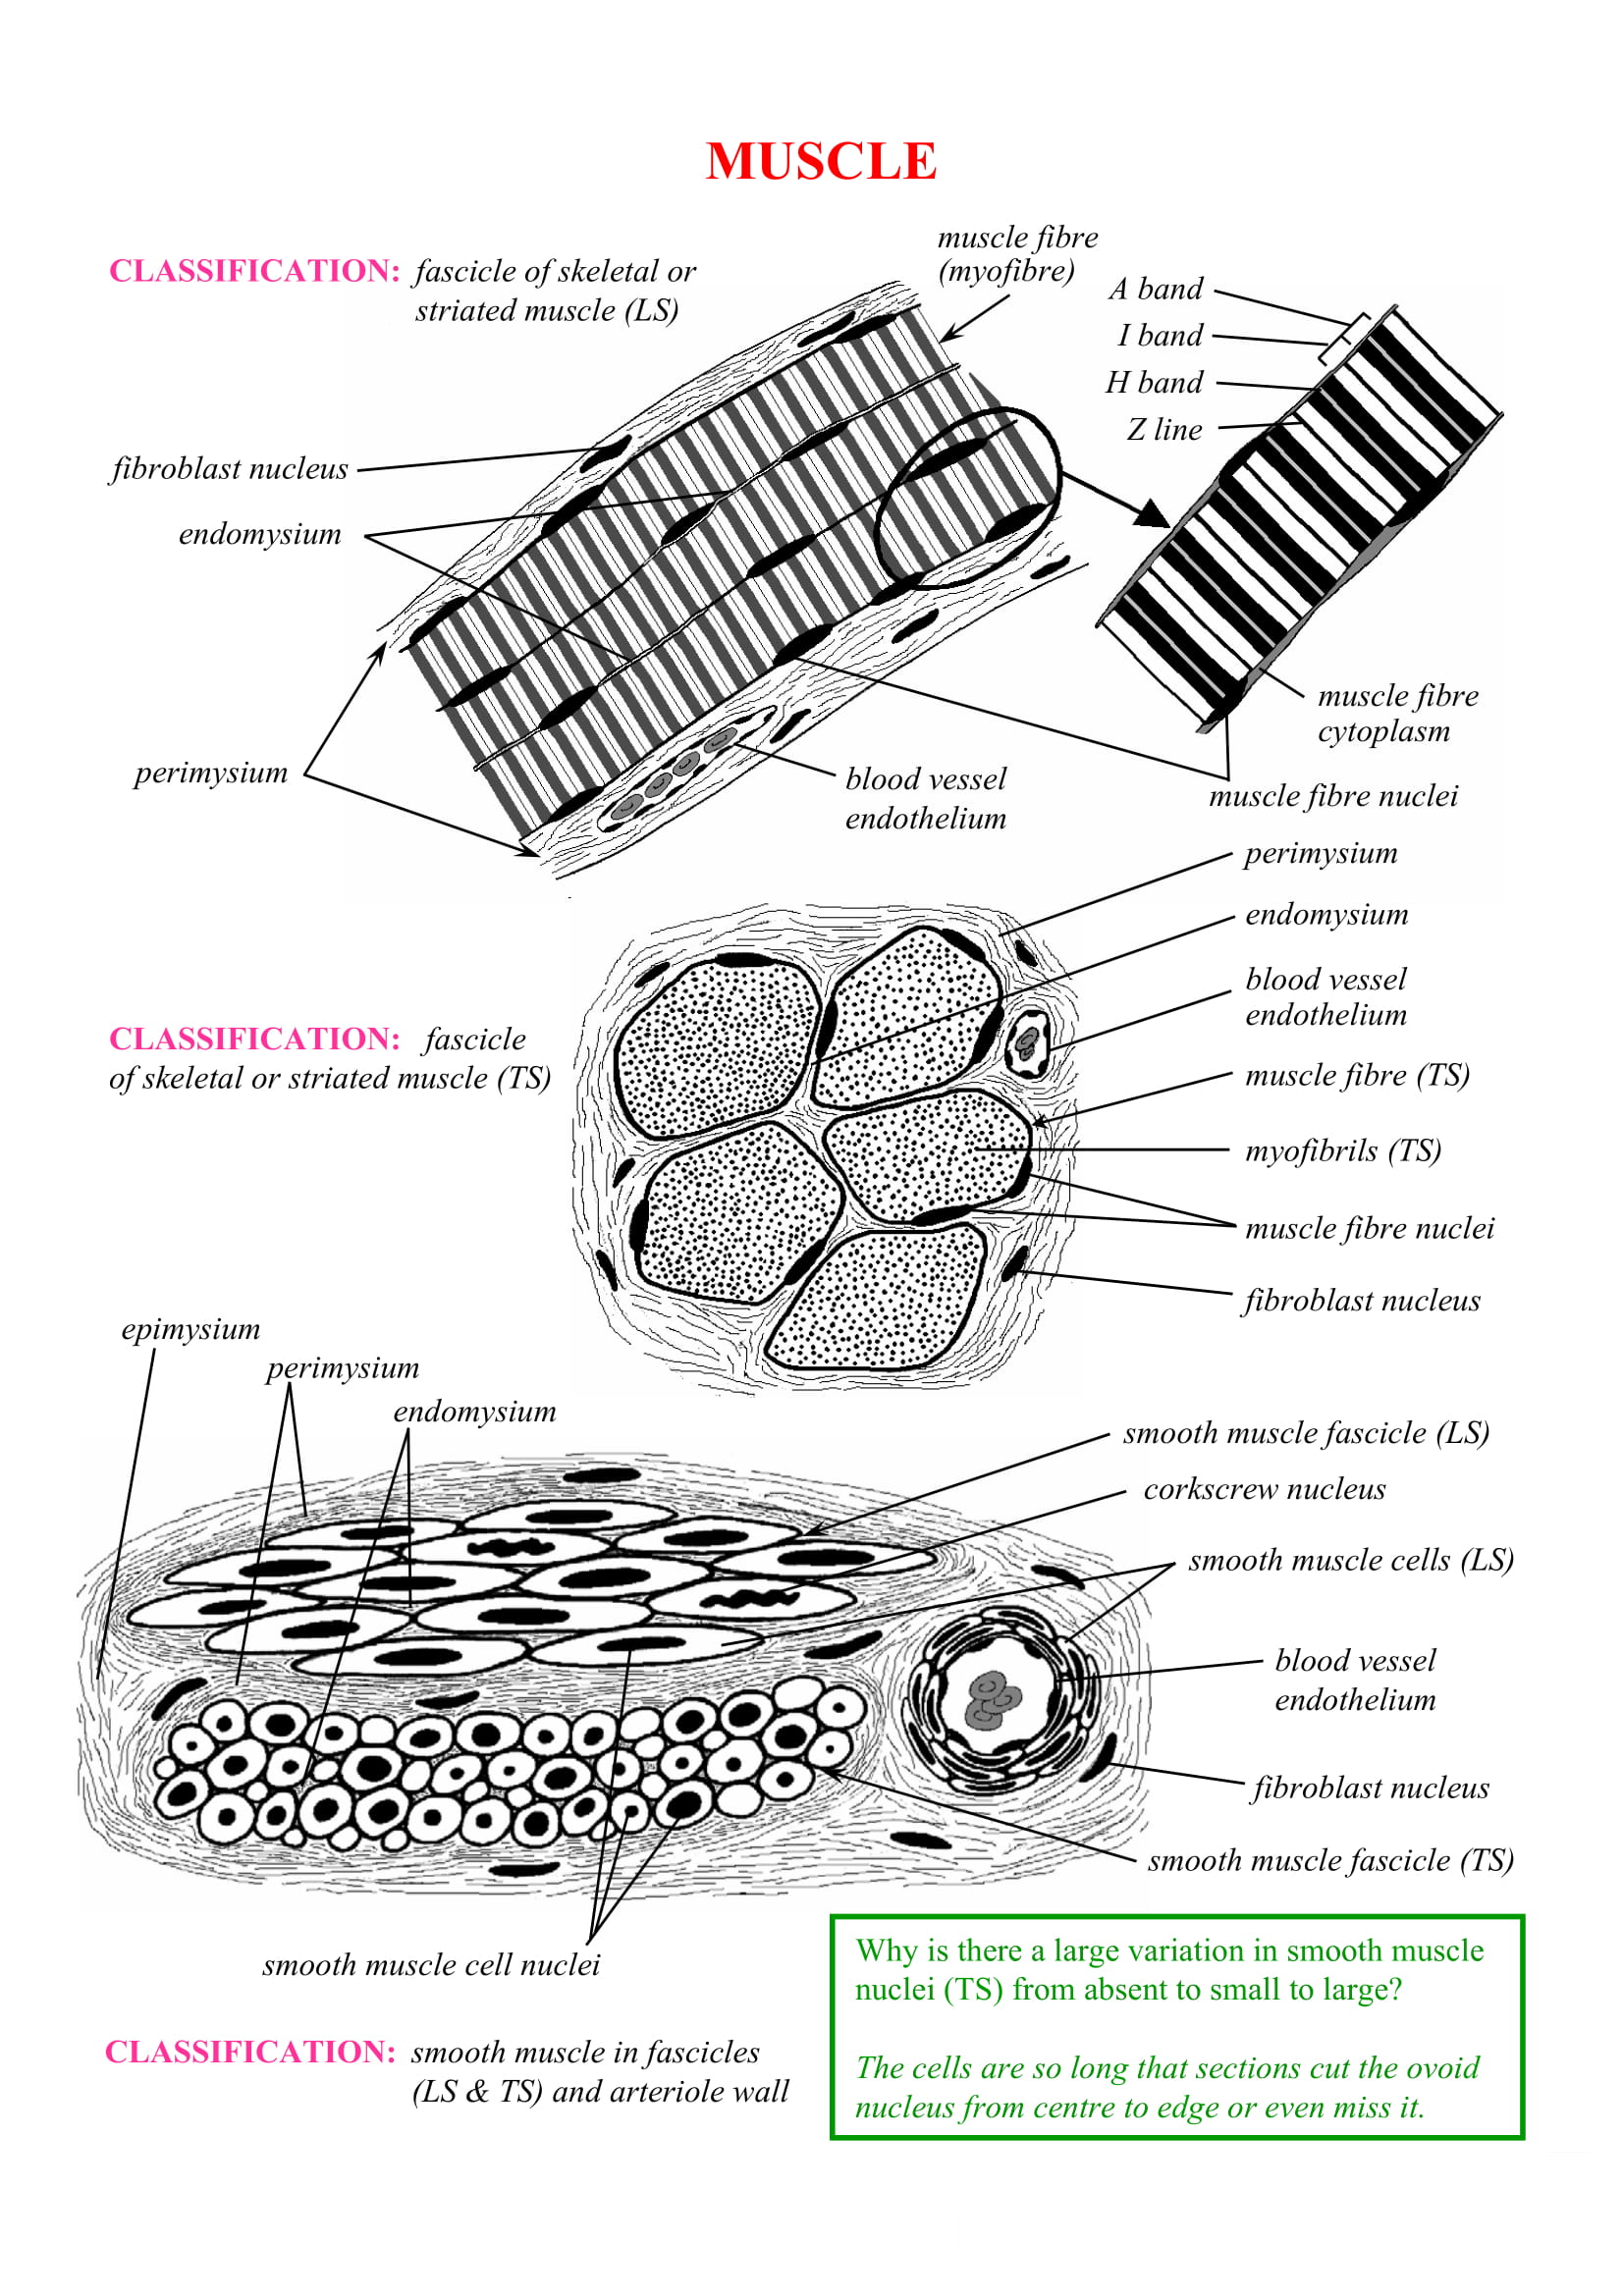 MUSCLE
CLASSIFICATION: fascicle of skeletal or
striated muscle (LS)
muscle fibre
(myofibre)
A band
I band
H band
Z line
fibroblast nucleus
endomysium
perimysium
muscle fibre
cytoplasm
blood vessel
endothelium
muscle fibre nuclei
CLASSIFICATION: fascicle
of skeletal or striated muscle (TS)
perimysium
endomysium
blood vessel
endothelium
muscle fibre (TS)
myofibrils (TS)
muscle fibre nuclei
fibroblast nucleus
epimysium
perimysium
endomysium
smooth muscle fascicle (LS)
corkscrew nucleus
smooth muscle cells (LS)
blood vessel
endothelium
fibroblast nucleus
smooth muscle fascicle (TS)
smooth muscle cell nuclei
CLASSIFICATION: smooth muscle in fascicles
(LS & TS) and arteriole wall
Why is there a large variation in smooth muscle
nuclei (TS) from absent to small to large?
The cells are so long that sections cut the ovoid
nucleus from centre to edge or even miss it.